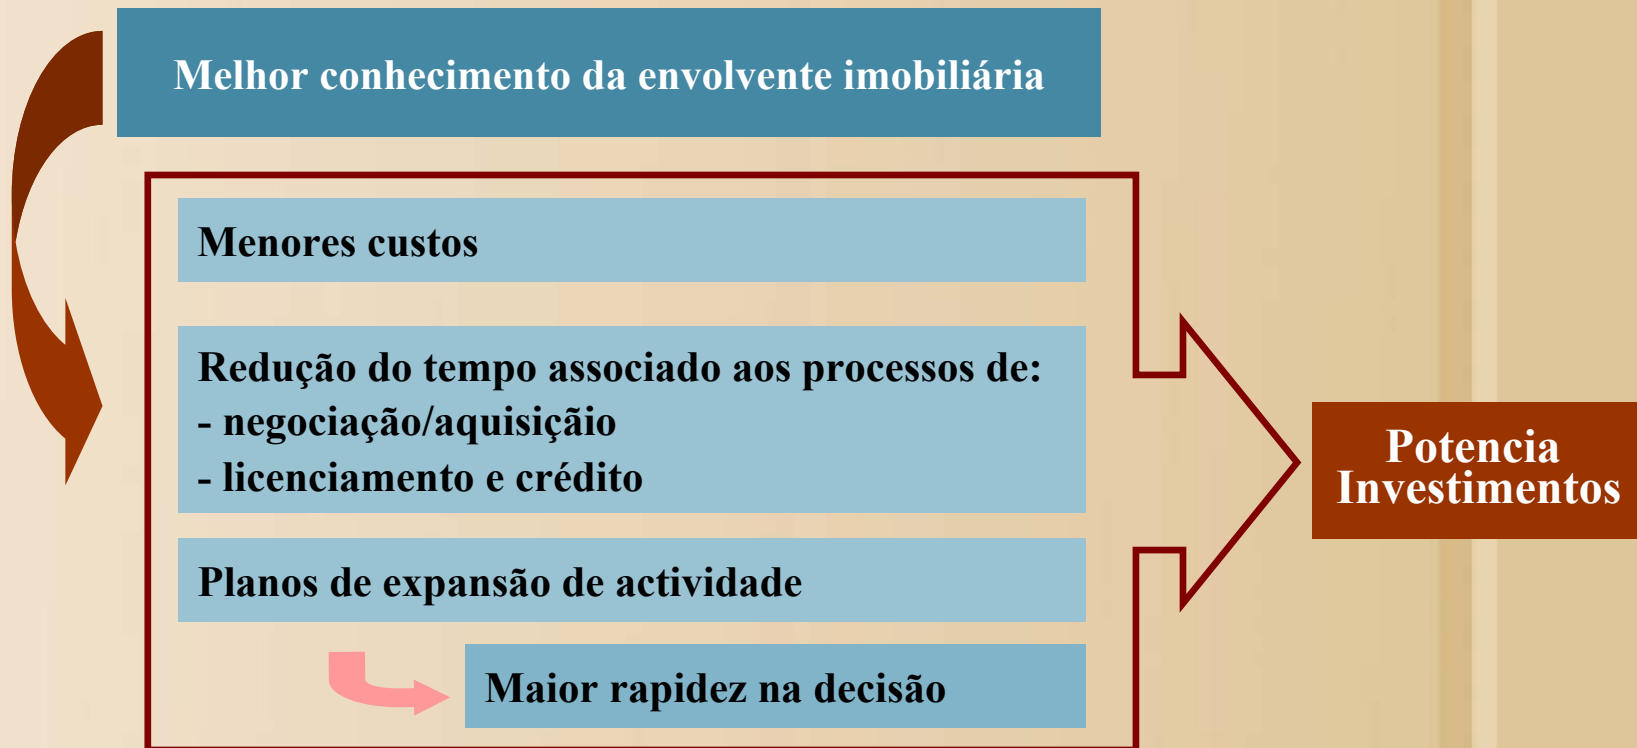 Melhor conhecimento da envolvente imobiliária
Menores custos
Redução do tempo associado aos processos de:
- negociação/aquisiçãio
- licenciamento e crédito
Planos de expansão de actividade
Maior rapidez na decisão
Potencia
Investimentos